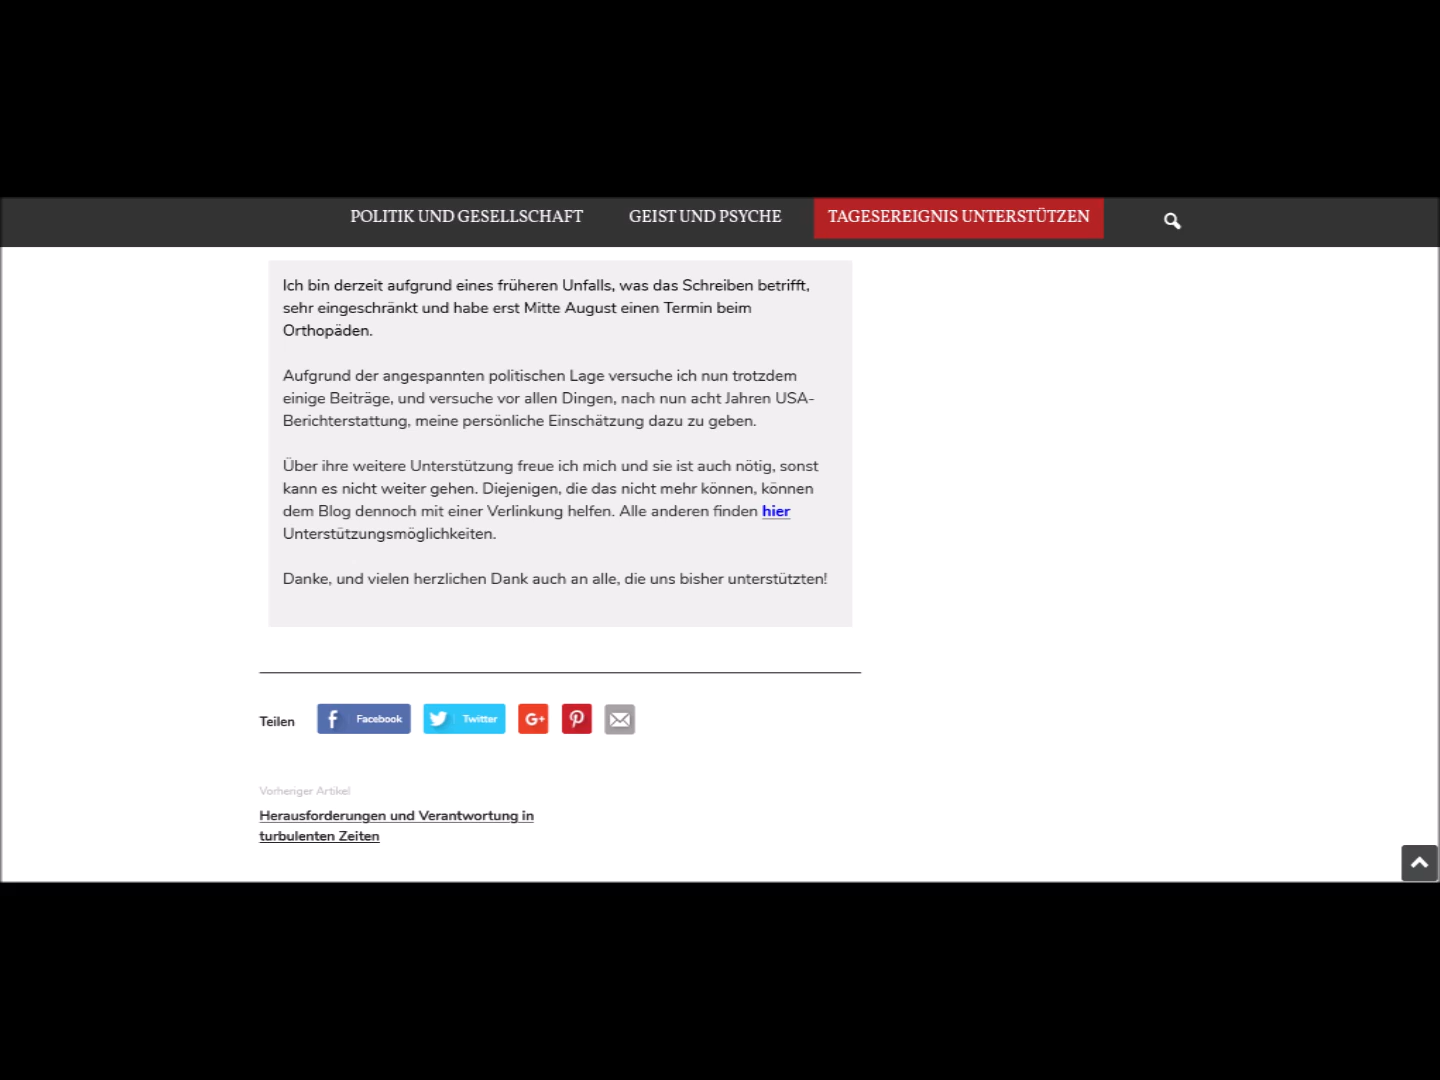 POLITIK UND GESELLSCHAFT GEIST UND PSYCHE TAGESEREIGNIS UNTERSTÜTZEN
Ich bin derzeit aufgrund eines früheren Unfalls, was das Schreiben betrifft,
sehr eingeschränkt und habe erst Mitte August einen Termin beim
Orthopäden.
Aufgrund der angespannten politischen Lage versuche ich nun trotzdem
einige Beiträge, und versuche vor allen Dingen, nach nun acht Jahren USA-
Berichterstattung, meine persönliche Einschätzung dazu zu geben.
Über ihre weitere Unterstützung freue ich mich und sie ist auch nötig, sonst
kann es nicht weiter gehen. Diejenigen, die das nicht mehr können, können
dem Blog dennoch mit einer Verlinkung helfen. Alle anderen finden hier
Unterstützungsmöglichkeiten.
Danke, und vielen herzlichen Dank auch an alle, die uns bisher unterstützten!
Teilen Facebook Twitter G+
Vorheriger Artikel
Herausforderungen und Verantwortung in
turbulenten Zeiten